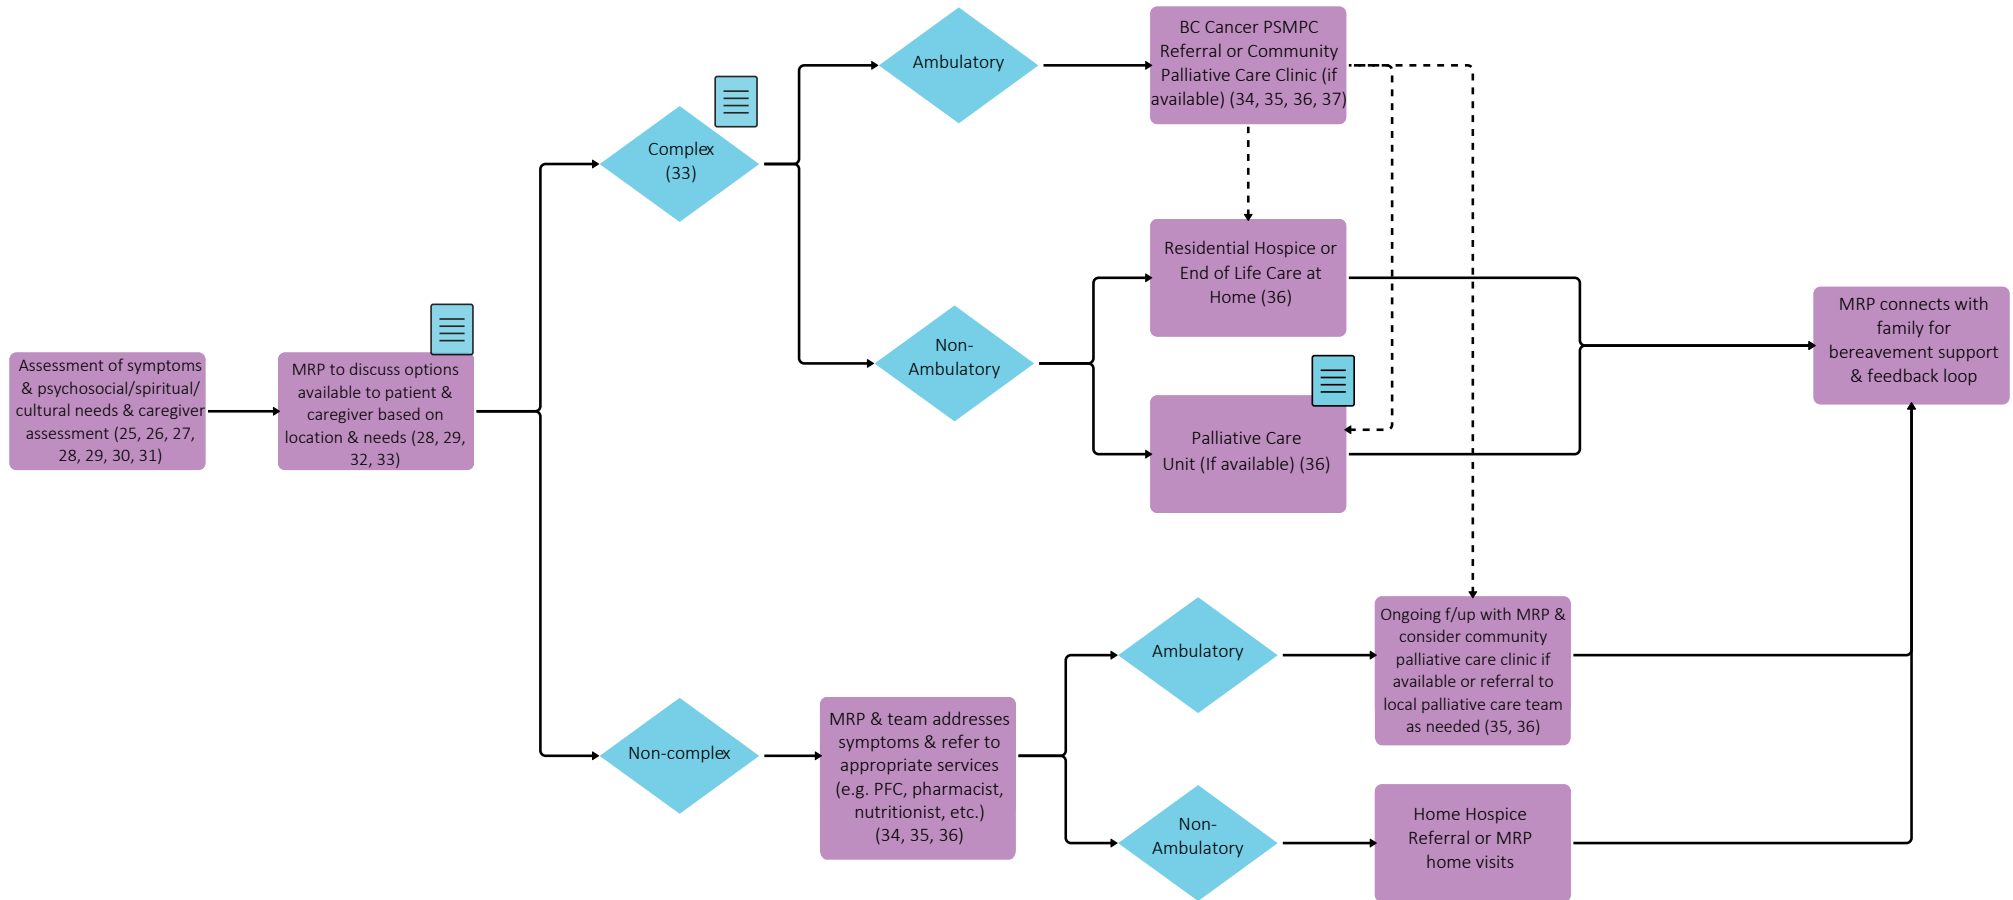 Assessment of symptoms
& psychosocial/spiritual/
cultural needs & caregiver
assessment (25, 26, 27,
28, 29, 30, 31)
MRP to discuss options
available to patient &
caregiver based on
location & needs (28, 29,
32, 33)
Complex
(33)
Ambulatory
BC Cancer PSMPC
Referral or Community
Palliative Care Clinic (if
available) (34, 35, 36, 37)
Non-
Ambulatory
Residential Hospice or
End of Life Care at
Home (36)
Palliative Care
Unit (If available) (36)
MRP connects with
family for
bereavement support
& feedback loop
Non-complex
MRP & team addresses
symptoms & refer to
appropriate services
(e.g. PFC, pharmacist,
nutritionist, etc.)
(34, 35, 36)
Ambulatory
Ongoing f/up with MRP &
consider community
palliative care clinic if
available or referral to
local palliative care team
as needed (35, 36)
Non-
Ambulatory
Home Hospice
Referral or MRP
home visits